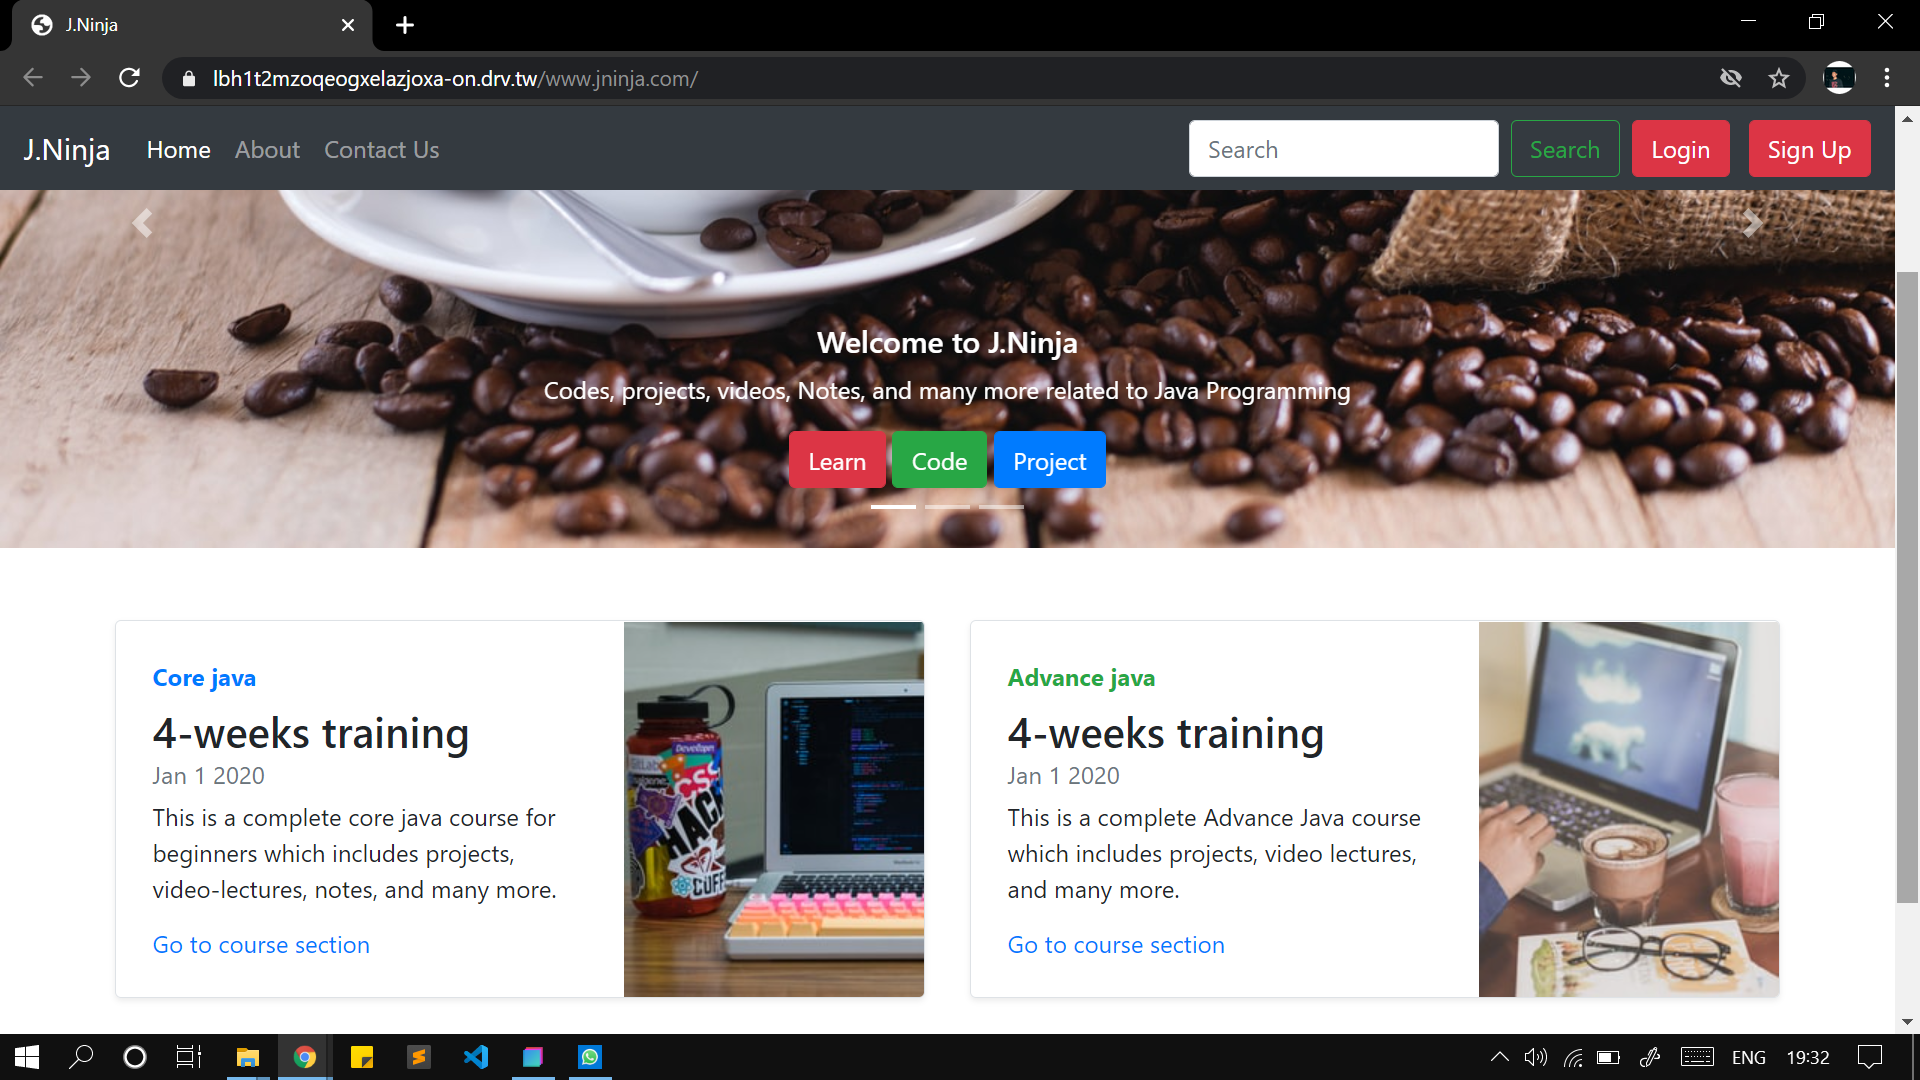 J.Ninja
lbh1t2mzoqeogxelazjoxa-on.drv.tw/www.jninja.com/
J.Ninja Home About Contact Us Search Search Login Sign Up
Welcome to J.Ninja
Codes, projects, videos, Notes, and many more related to Java Programming
Learn Code Project
Core java
4-weeks training
Jan 1 2020
This is a complete core java course for
beginners which includes projects,
video-lectures, notes, and many more.
Go to course section
Developer
GitLab
CSS
HACK
Advance java
4-weeks training
Jan 1 2020
This is a complete Advance Java course
which includes projects, video lectures,
and many more.
Go to course section
ENG 19:32